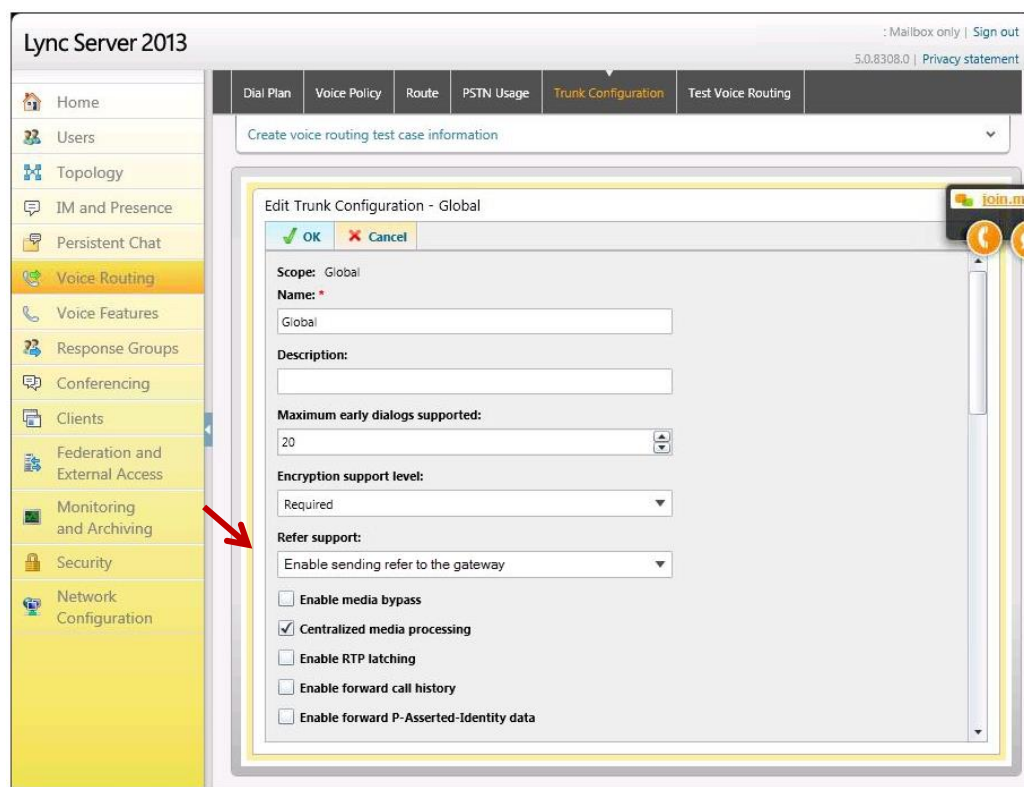 Lync Server 2013
: Mailbox only | Sign out
5.0.8308.0 | Privacy statement
Home
Users
Topology
IM and Presence
Persistent Chat
Voice Routing
Voice Features
Response Groups
Conferencing
Clients
Federation and
External Access
Monitoring
and Archiving
Security
Network
Configuration
Dial Plan Voice Policy Route PSTN Usage Trunk Configuration Test Voice Routing
Create voice routing test case information
Edit Trunk Configuration - Global
join.m
OK Cancel
Scope: Global
Name: *
Global
Description:
Maximum early dialogs supported:
20
Encryption support level:
Required
Refer support:
Enable sending refer to the gateway
Enable media bypass
Centralized media processing
Enable RTP latching
Enable forward call history
Enable forward P-Asserted-Identity data